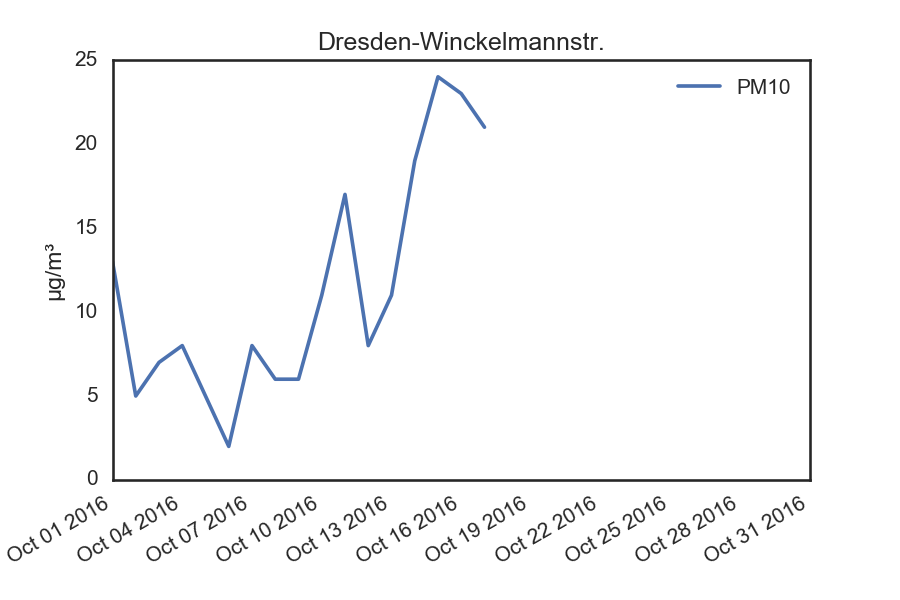 Dresden-Winckelmannstr.
25
20
15
10
5
0
µg/m³
PM10
Oct 01 2016
Oct 04 2016
Oct 07 2016
Oct 10 2016
Oct 13 2016
Oct 16 2016
Oct 19 2016
Oct 22 2016
Oct 25 2016
Oct 28 2016
Oct 31 2016